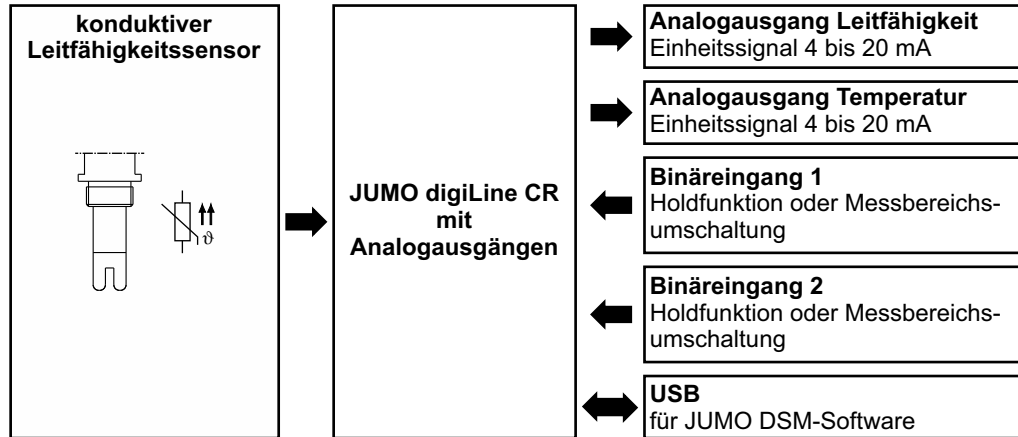 konduktiver
Leitfähigkeitssensor
ϑ
JUMO digiLine CR
mit
Analogausgängen
Analogausgang Leitfähigkeit
Einheitssignal 4 bis 20 mA
Analogausgang Temperatur
Einheitssignal 4 bis 20 mA
Binäreingang 1
Holdfunktion oder Messbereichs-
umschaltung
Binäreingang 2
Holdfunktion oder Messbereichs-
umschaltung
USB
für JUMO DSM-Software